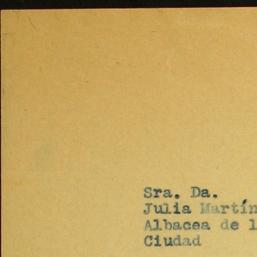 Sra. Da.
Julia Martín
Albacea de l
Ciudad